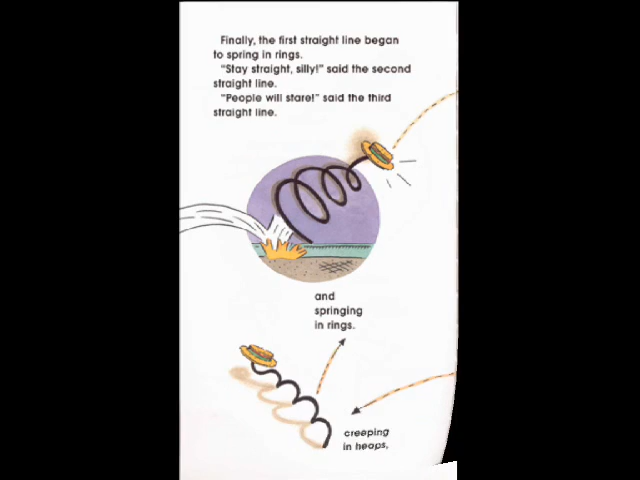 Finally, the first straight line began
to spring in rings.
"Stay straight, silly!" said the second
straight line.
"People will stare!" said the third
straight line.
and
springing
in rings.
creeping
in heaps,